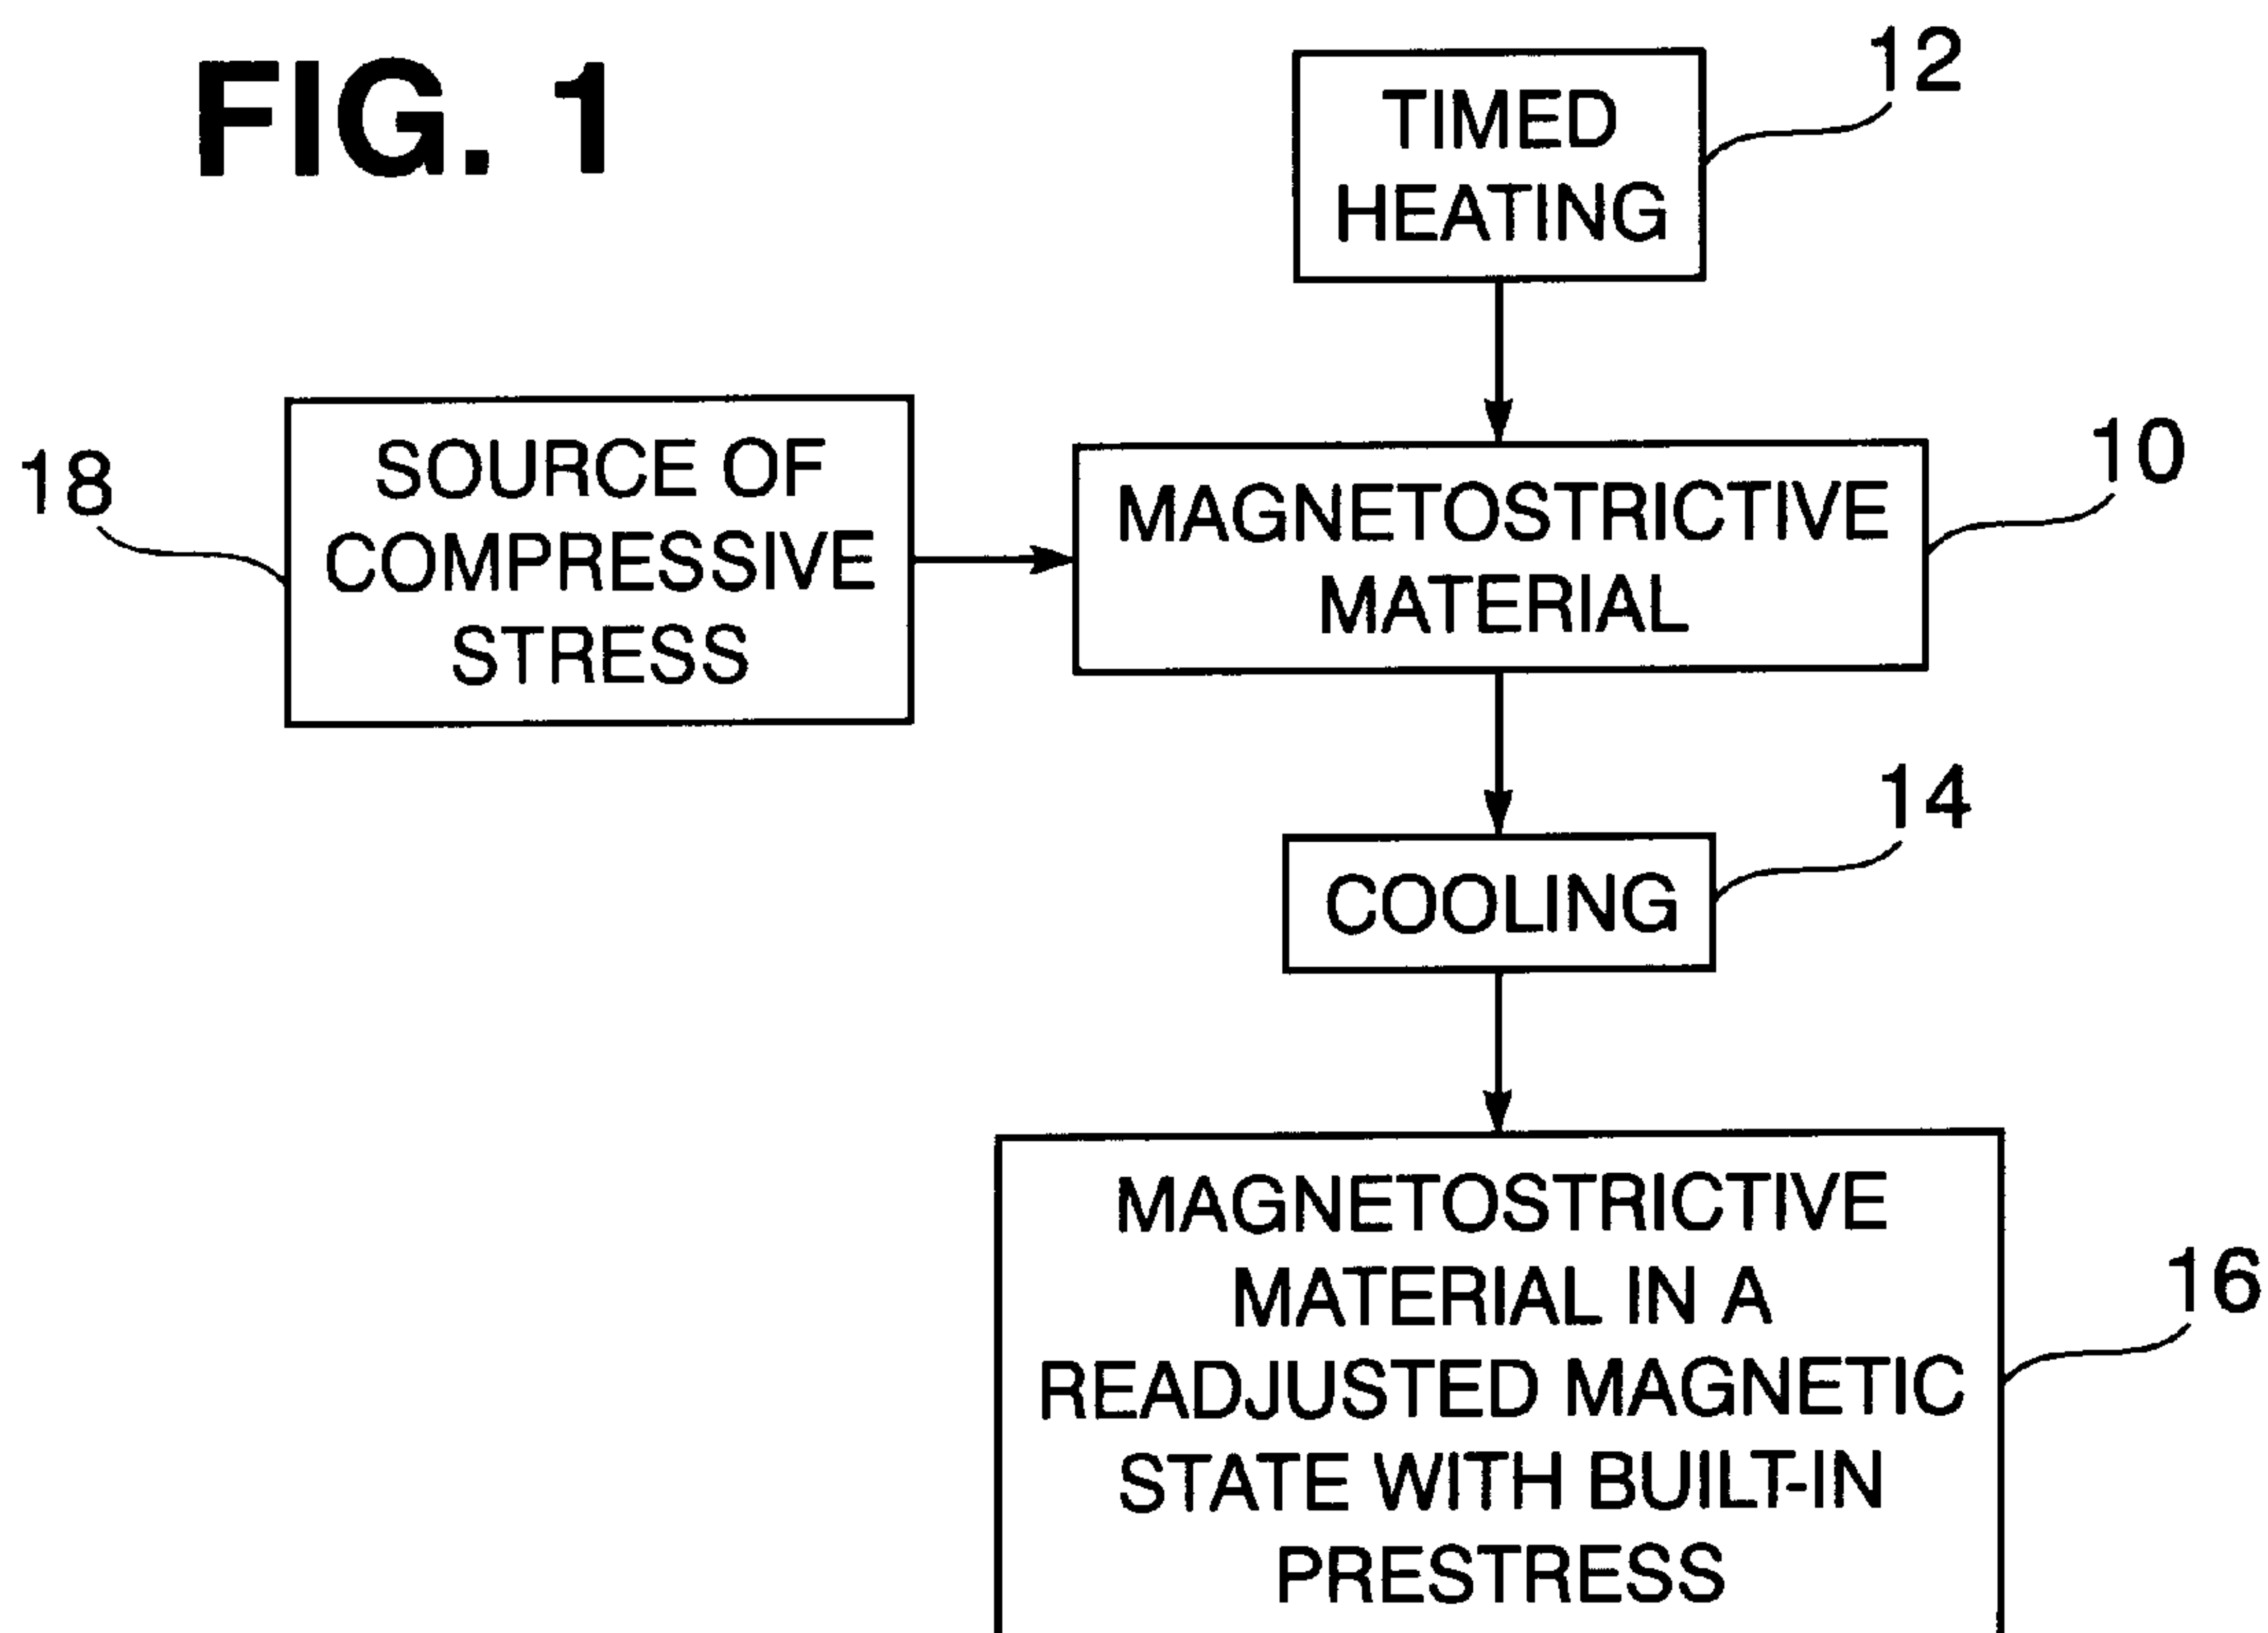 FIG. 1
12
TIMED
HEATING
18
SOURCE OF
COMPRESSIVE
STRESS
10
MAGNETOSTRICTIVE
MATERIAL
14
COOLING
16
MAGNETOSTRICTIVE
MATERIAL IN A
READJUSTED MAGNETIC
STATE WITH BUILT-IN
PRESTRESS